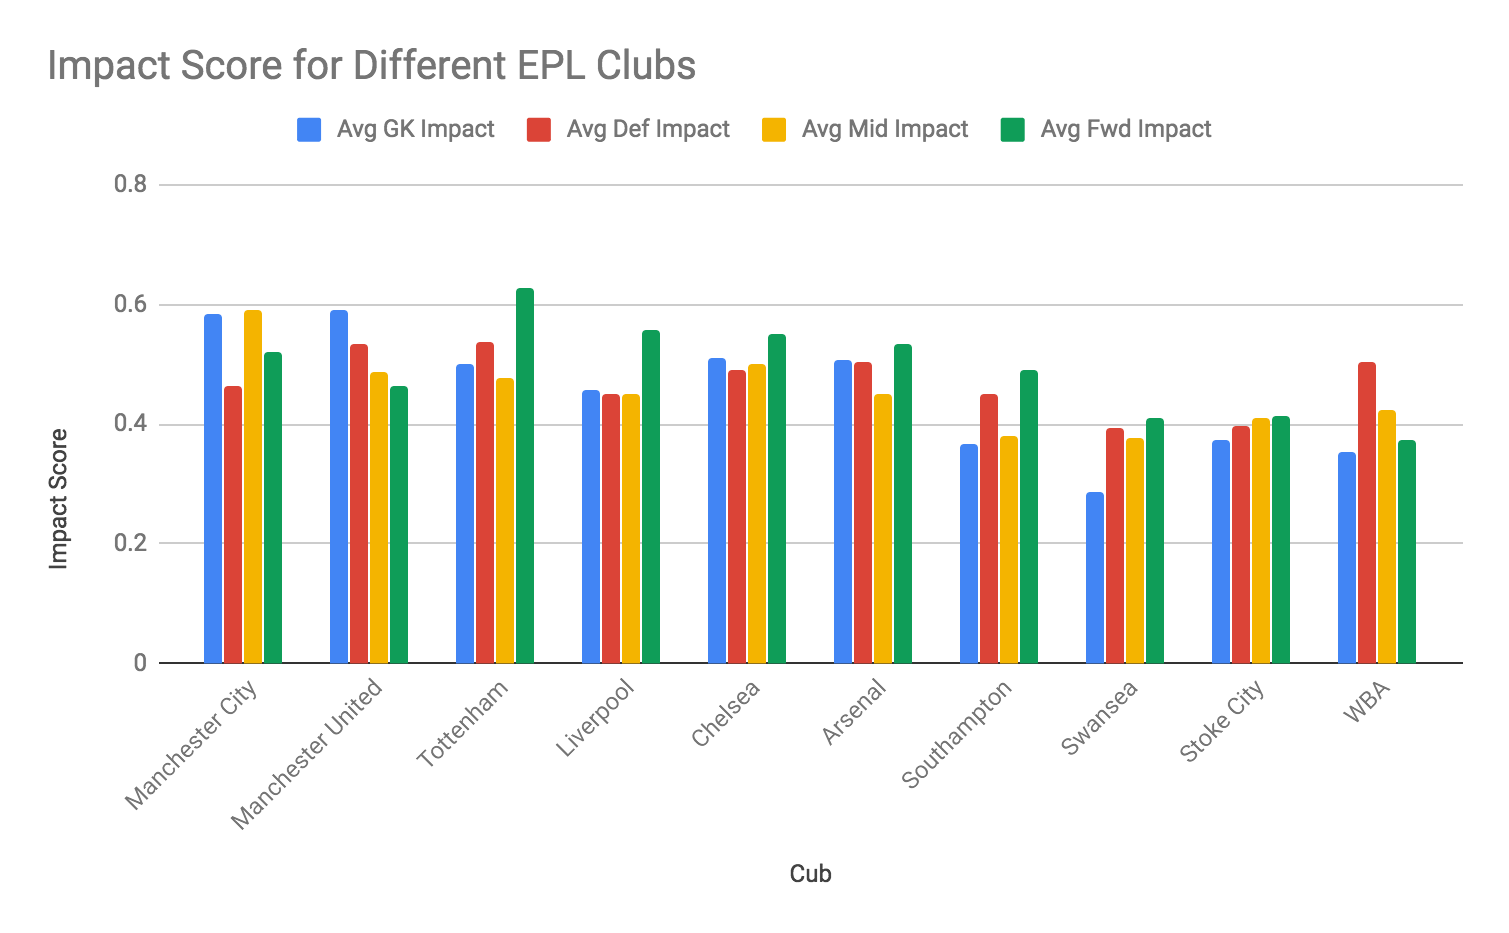 Impact Score for Different EPL Clubs
Avg GK Impact Avg Def Impact Avg Mid Impact Avg Fwd Impact
0.8
0.6
0.4
0.2
0
Impact Score
Manchester City
Manchester United
Tottenham
Liverpool
Chelsea
Arsenal
Southampton
Swansea
Stoke City
WBA
Cub